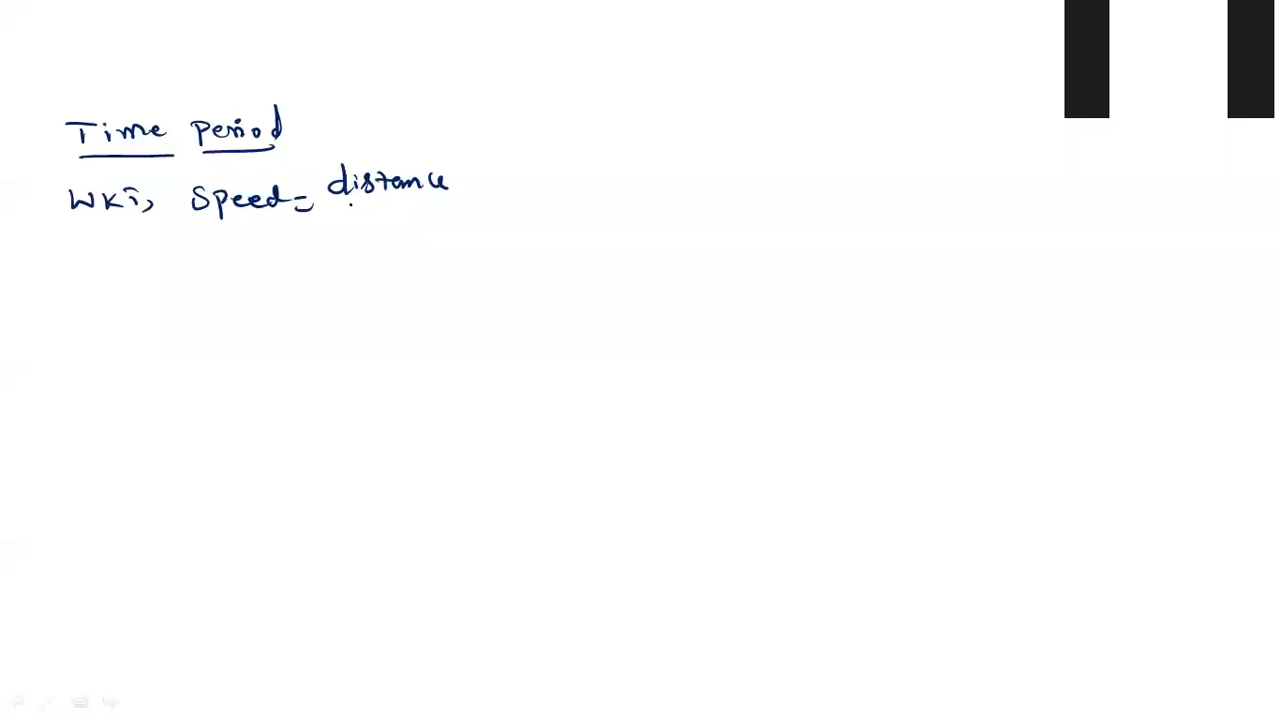 Time Period
WKT, Speed = distance